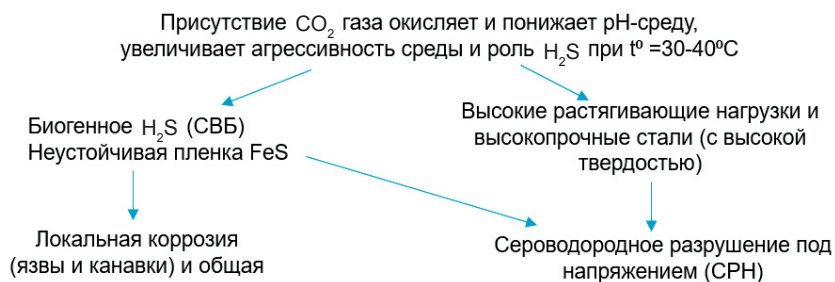 Присутствие CO₂ газа окисляет и понижает pH-среду,
увеличивает агрессивность среды и роль H₂S при tº =30-40ºC
Биогенное H₂S (СВБ)
Неустойчивая пленка FeS
Высокие растягивающие нагрузки и
высокопрочные стали (с высокой
твердостью)
Локальная коррозия
(язвы и канавки) и общая
Сероводородное разрушение под
напряжением (СРН)